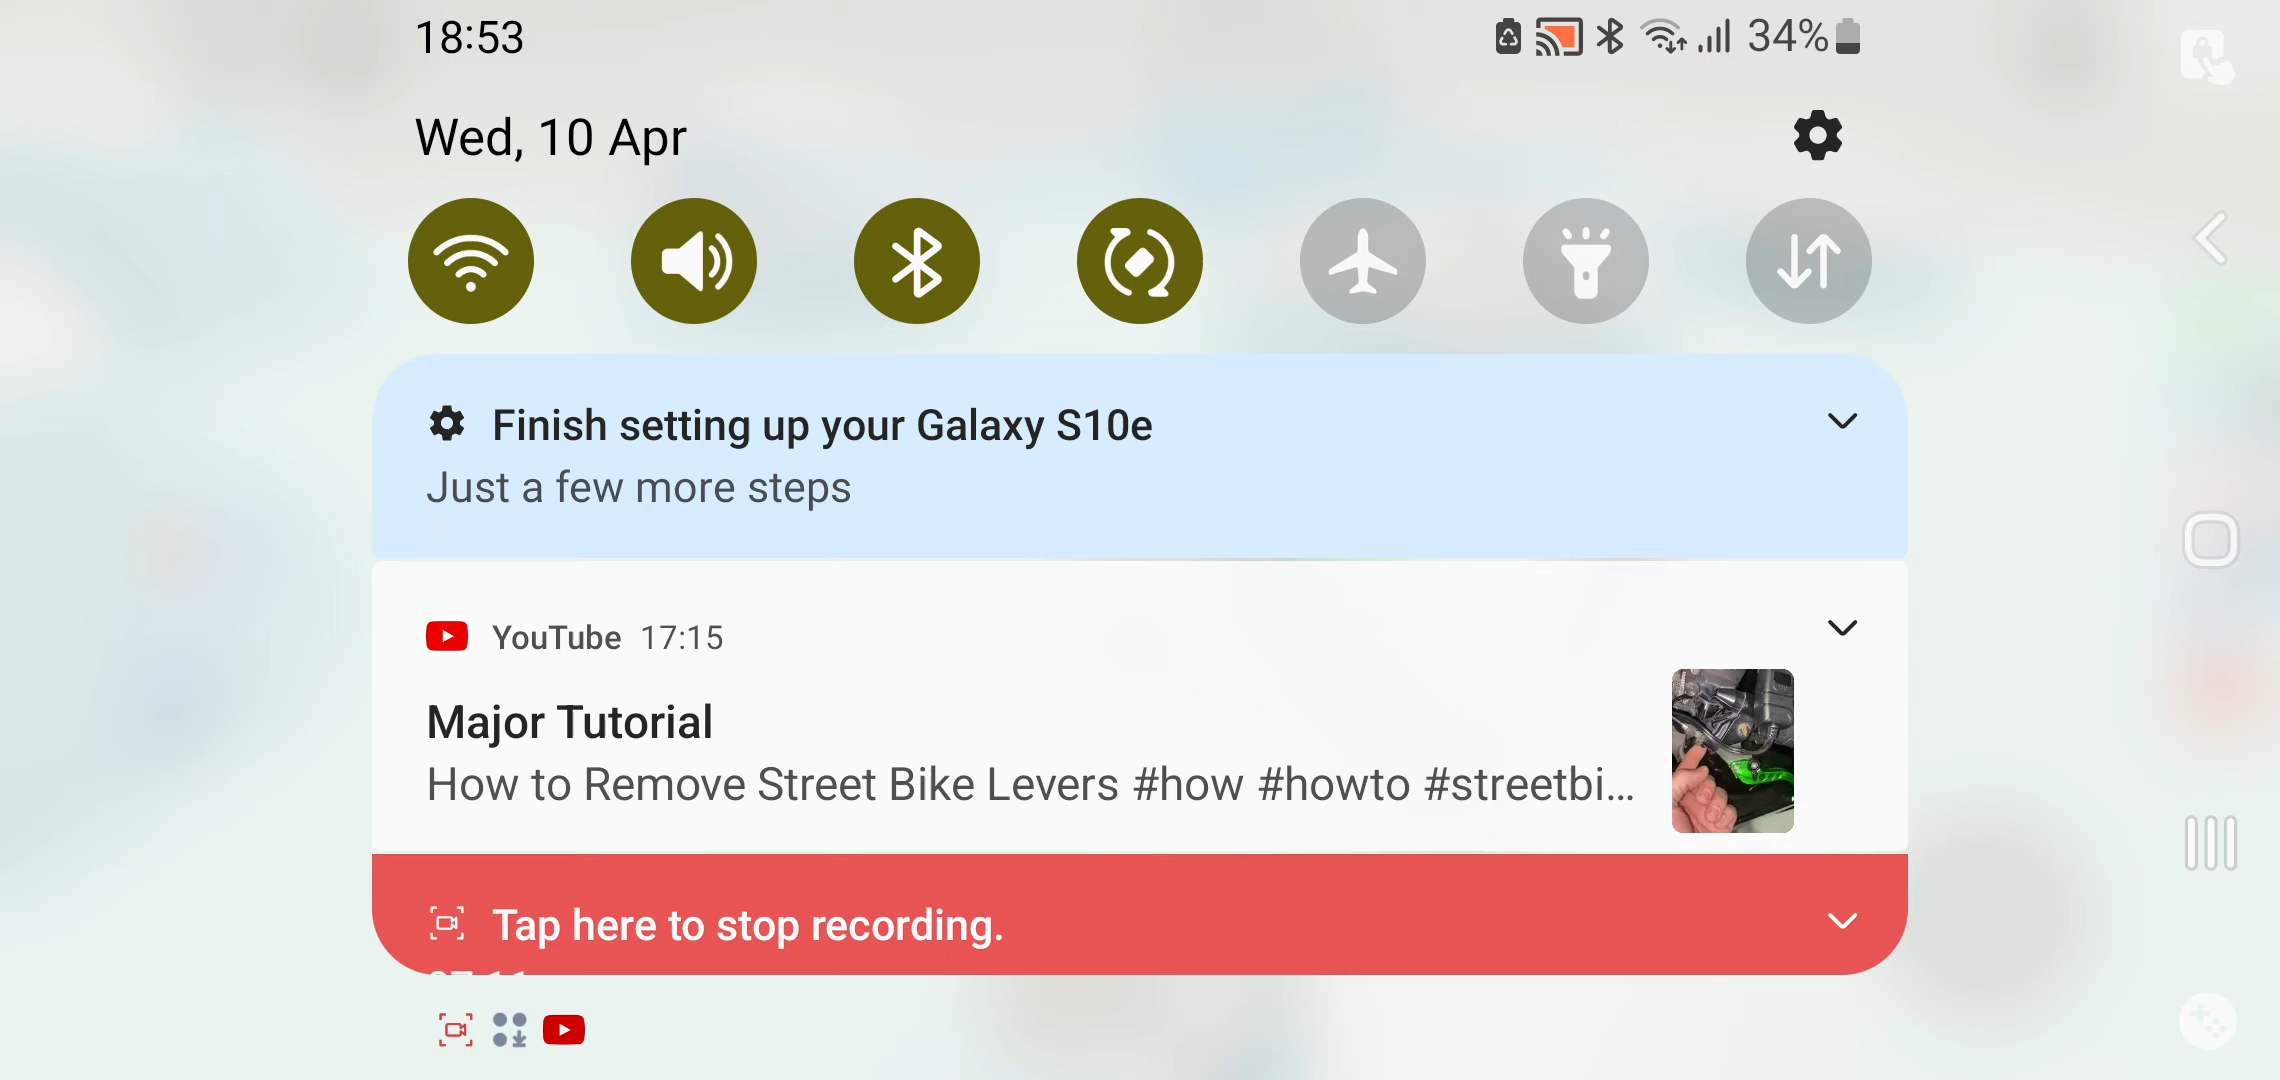 18:53
34%
Wed, 10 Apr
Finish setting up your Galaxy S10e
Just a few more steps
YouTube 17:15
Major Tutorial
How to Remove Street Bike Levers #how #howto #streetbi...
Tap here to stop recording.